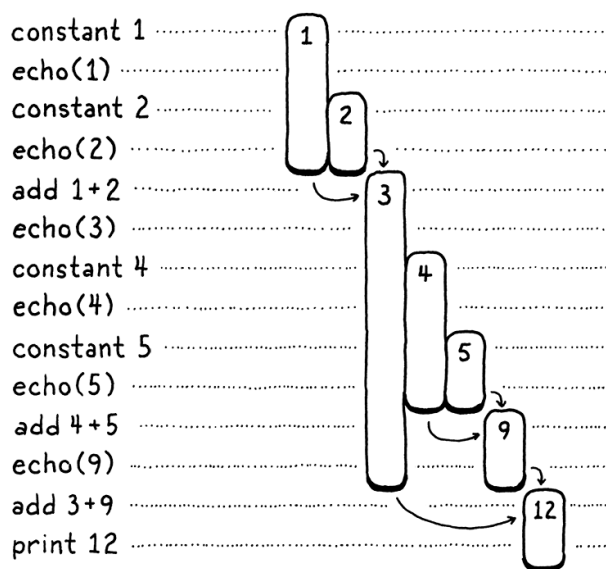 constant 1
echo(1)
constant 2
echo(2)
add 1+2
echo(3)
constant 4
echo(4)
constant 5
echo(5)
add 4+5
echo(9)
add 3+9
print 12
1
2
3
4
5
9
12